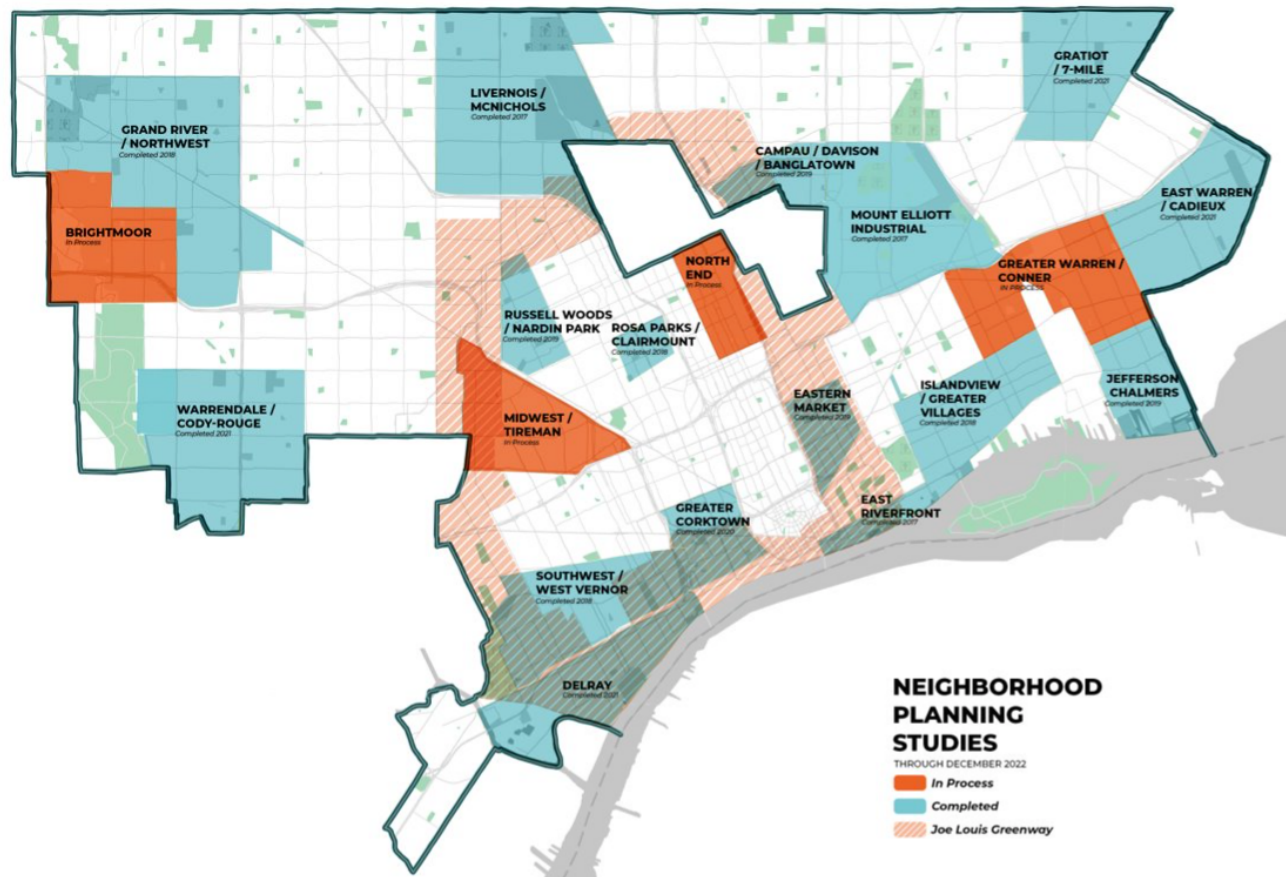 GRATIOT
/ 7-MILE
Completed 2021
LIVERNOIS /
MCNICHOLS
Completed 2017
GRAND RIVER
/ NORTHWEST
Completed 2018
CAMPAU / DAVISON
/ BANGLATOWN
Completed 2019
EAST WARREN
/ CADIEUX
Completed 2021
MOUNT ELLIOTT
INDUSTRIAL
Completed 2017
BRIGHTMOOR
In Process
NORTH
END
In Process
GREATER WARREN /
CONNER
IN PROCESS
RUSSELL WOODS
/ NARDIN PARK
Completed 2019
ROSA PARKS /
CLAIRMOUNT
Completed 2018
JEFFERSON
CHALMERS
Completed 2019
ISLANDVIEW
/ GREATER
VILLAGES
Completed 2018
EASTERN
MARKET
Completed 2019
WARRENDALE /
CODY-ROUGE
Completed 2021
MIDWEST /
TIREMAN
In Process
EAST
RIVERFRONT
Completed 2017
GREATER
CORKTOWN
Completed 2020
SOUTHWEST /
WEST VERNOR
Completed 2018
DELRAY
Completed 2021
NEIGHBORHOOD
PLANNING
STUDIES
THROUGH DECEMBER 2022
In Process
Completed
Joe Louis Greenway